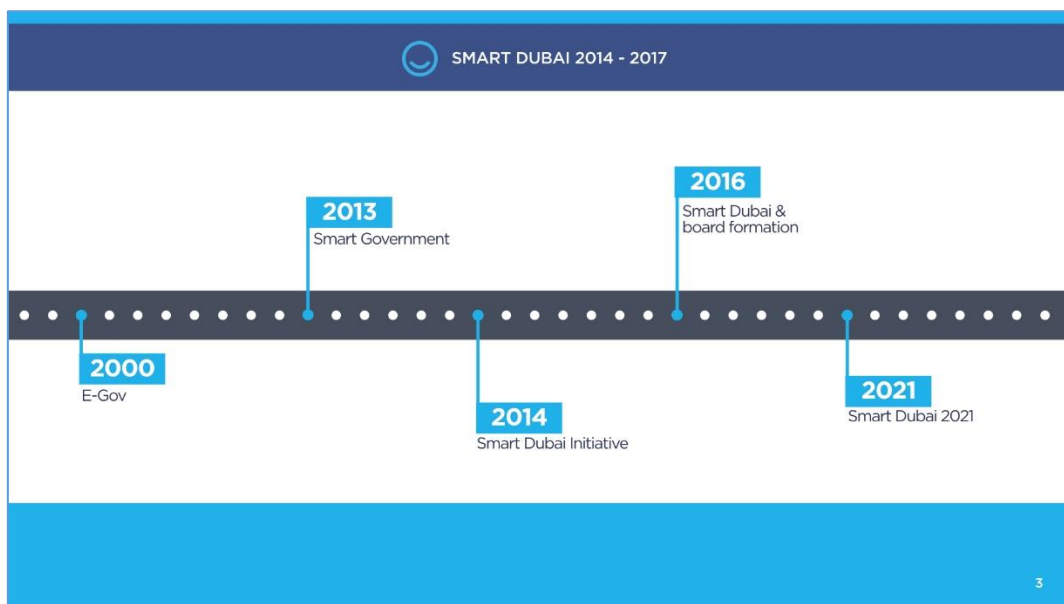 SMART DUBAI 2014 - 2017
2000
E-Gov
2013
Smart Government
2014
Smart Dubai Initiative
2016
Smart Dubai &
board formation
2021
Smart Dubai 2021
3